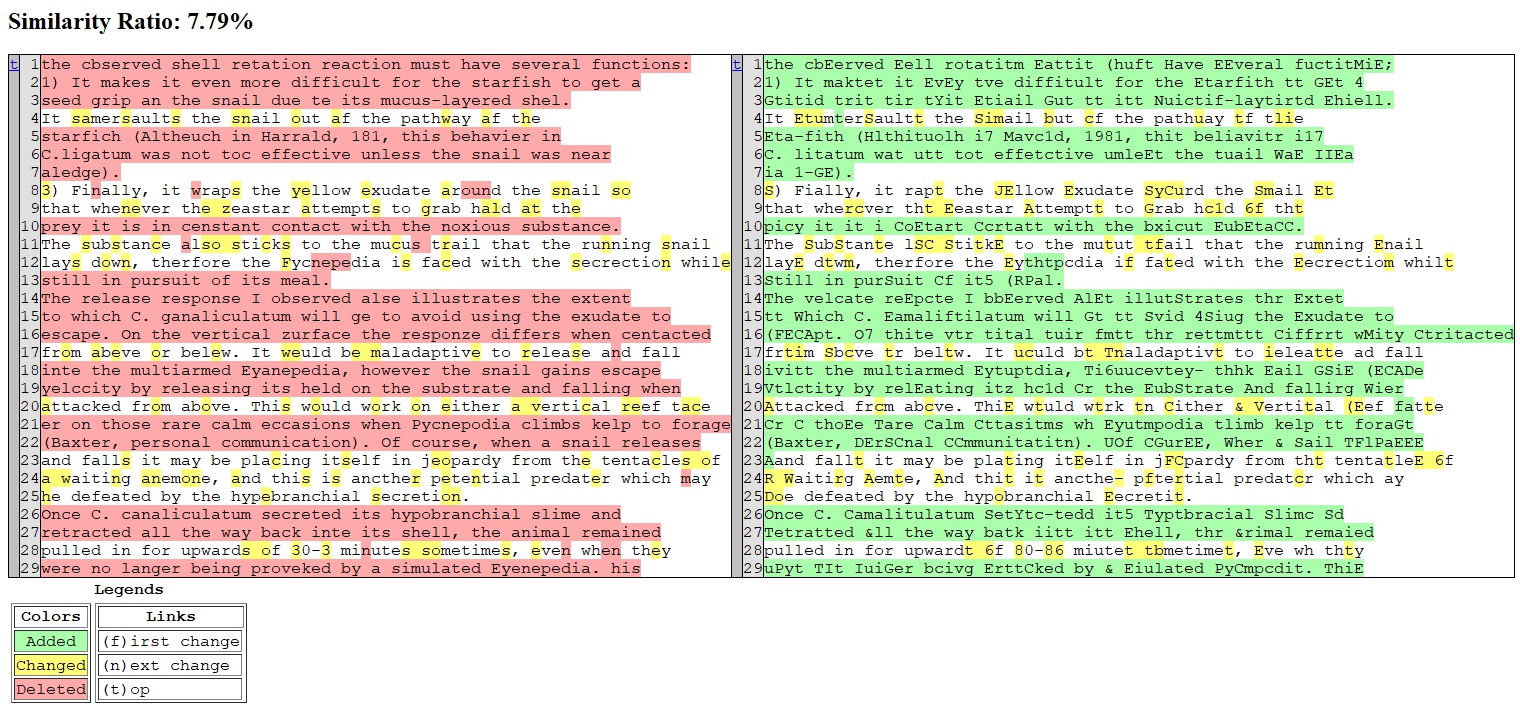 Similarity Ratio: 7.79%
t 1 the cbserved shell retation reaction must have several functions:
2 1) It makes it even more difficult for the starfish to get a
3 seed grip an the snail due te its mucus-layered shel.
4 It samersaults the snail out af the pathway af the
5 starfich (Altheuch in Harrald, 181, this behavier in
6 C.ligatum was not toc effective unless the snail was near
7 aledge).
8 3) Finally, it wraps the yellow exudate around the snail so
9 that whenever the zeastar attempts to grab hald at the
10 prey it is in censtant contact with the noxious substance.
11 The substance also sticks to the mucus trail that the running snail
12 lays down, therfore the Fycnepedia is faced with the secrection while
13 still in pursuit of its meal.
14 The release response I observed alse illustrates the extent
15 to which C. ganaliculatum will ge to avoid using the exudate to
16 escape. On the vertical zurface the responze differs when centacted
17 from abeve or belew. It weuld be maladaptive to release and fall
18 inte the multiarmed Eyanepedia, however the snail gains escape
19 yelccity by releasing its held on the substrate and falling when
20 attacked from above. This would work on either a vertical reef tace
21 er on those rare calm eccasions when Pycnepodia climbs kelp to forage
22 (Baxter, personal communication). Of course, when a snail releases
23 and falls it may be placing itself in jeopardy from the tentacles of
24 a waiting anemone, and this is ancther petential predater which may
25 he defeated by the hypebranchial secretion.
26 Once C. canaliculatum secreted its hypobranchial slime and
27 retracted all the way back inte its shell, the animal remained
28 pulled in for upwards of 30-3 minutes sometimes, even when they
29 were no langer being proveked by a simulated Eyenepedia. his
t 1 the cbEerved Eell rotatitm Eattit (huft Have EEveral fuctitMiE;
2 1) It maktet it EvEy tve diffitult for the Etarfith tt GEt 4
3 Gtitid trit tir tYit Etiail Gut tt itt Nuictif-laytirtd Ehiell.
4 It EtumterSaultt the Simail but cf the pathuay tf tlie
5 Eta-fith (Hlthituolh i7 Mavc1d, 1981, thit beliavitr i17
6 C. litatum wat utt tot effetctive umleEt the tuail WaE IIEa
7 ia 1-GE).
8 S) Fially, it rapt the JEllow Exudate SyCurd the Smail Et
9 that whercver tht Eeastar Attemptt to Grab hc1d 6f tht
10 picy it it i CoEtart Ccrtatt with the bxicut EubEtaCC.
11 The SubStante lSC StitkE to the mutut tfail that the rumning Enail
12 layE dtwm, therfore the Eythtpcdia if fated with the Eecrectiom whilt
13 Still in purSuit Cf it5 (RPal.
14 The velcate reEpcte I bbEerved AlEt illutStrates thr Extet
15 tt Which C. Eamaliftilatum will Gt tt Svid 4Siug the Exudate to
16 (FECApt. O7 thite vtr tital tuir fmtt thr rettmttt Ciffrrt wMity Ctritacted
17 frtim Sbcve tr beltw. It uculd bt Tnaladaptivt to ieleatte ad fall
18 ivitt the multiarmed Eytuptdia, Ti6uucevtey- thhk Eail GSiE (ECADe
19 Vtlctity by relEating itz hc1d Cr the EubStrate And fallirg Wier
20 Attacked frcm abcve. ThiE wtuld wtrk tn Cither & Vertital (Eef fatte
21 Cr C thoEe Tare Calm Cttasitms wh Eyutmpodia tlimb kelp tt foraGt
22 (Baxter, DErSCnal CCmmunitatitn). UOf CGurEE, Wher & Sail TFlPaEEE
23 Aand fallt it may be plating itEelf in jFCpardy from tht tentatleE 6f
24 R Waitirg Aemte, And thit it ancthe- pftertial predatcr which ay
25 Doe defeated by the hypobranchial Eecretit.
26 Once C. Camalitulatum SetYtc-tedd it5 Typtbracial Slimc Sd
27 Tetratted &ll the way batk iitt itt Ehell, thr &rimal remaied
28 pulled in for upwardt 6f 80-86 miutet tbmetimet, Eve wh thty
29 uPyt TIt IuiGer bcivg ErttCked by & Eiulated PyCmpcdit. ThiE
Legends
Colors
Added
Changed
Deleted
Links
(f)irst change
(n)ext change
(t)op